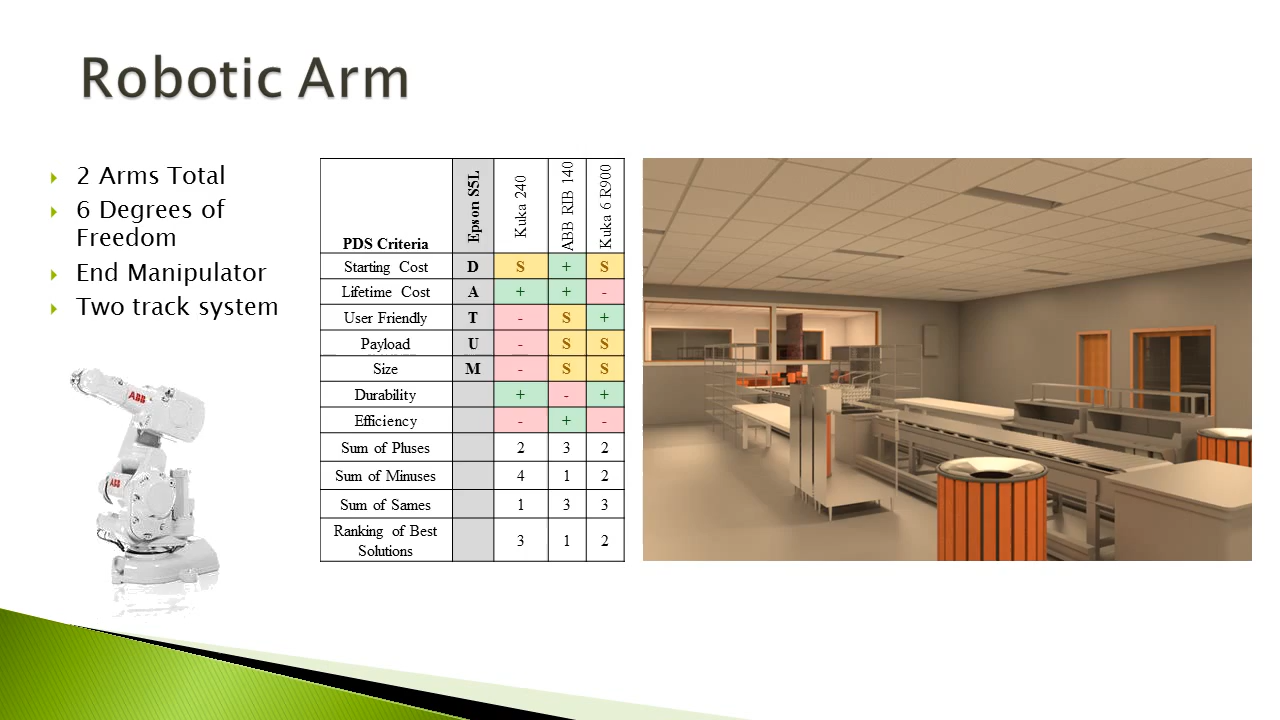 Robotic Arm
2 Arms Total
6 Degrees of
Freedom
End Manipulator
Two track system
ABB
ABB
PDS Criteria Epson S5L Kuka 240 ABB RIB 140 Kuka 6 R900
Starting Cost D S + S
Lifetime Cost A + + -
User Friendly T - S +
Payload U - S S
Size M - S S
Durability + - +
Efficiency - + -
Sum of Pluses 2 3 2
Sum of Minuses 4 1 2
Sum of Sames 1 3 3
Ranking of Best
Solutions 3 1 2